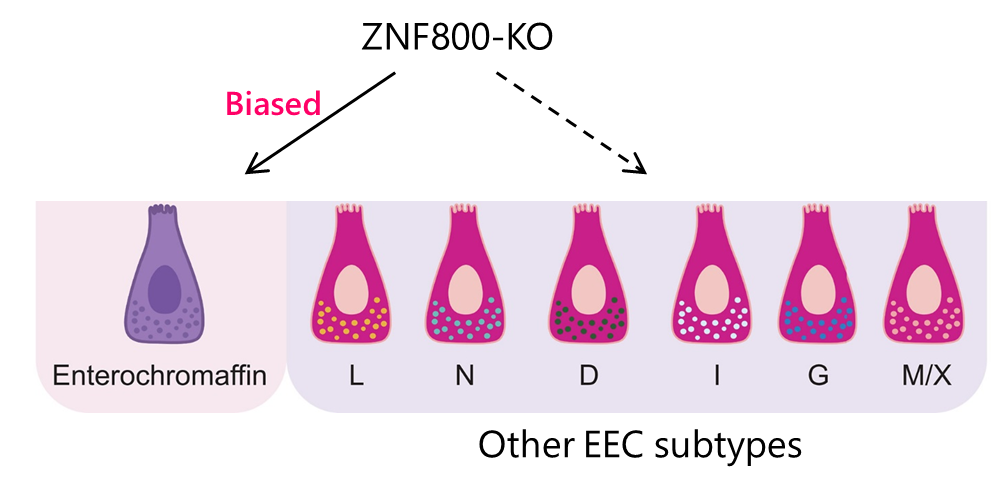 ZNF800-KO
Biased
Enterochromaffin
L
N
D
I
G
M/X
Other EEC subtypes